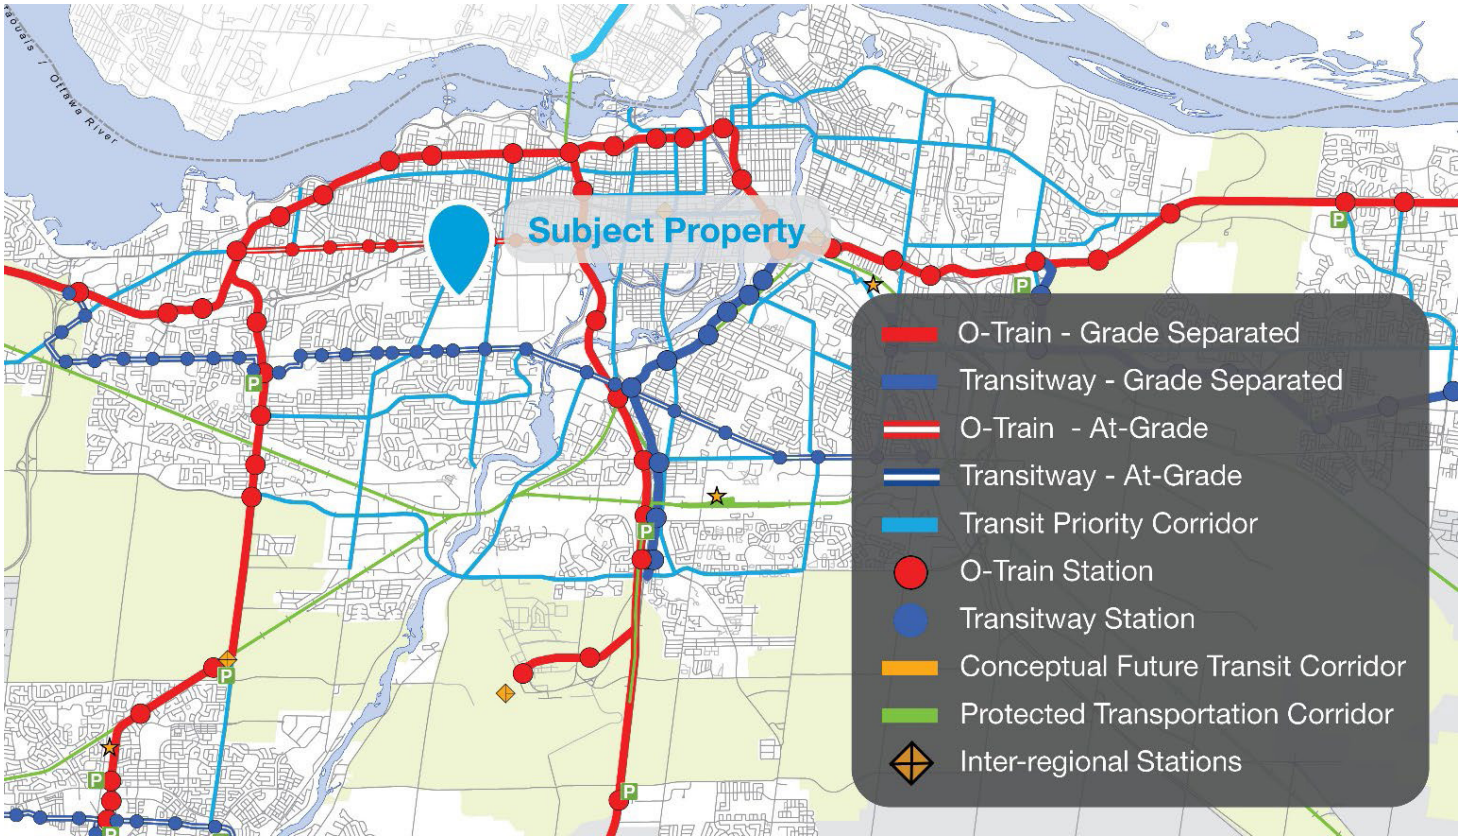 aouais / Ottawa River
Subject Property
P
P
P
O-Train - Grade Separated
Transitway - Grade Separated
P
O-Train - At-Grade
Transitway - At-Grade
Transit Priority Corridor
P
O-Train Station
Transitway Station
P
Conceptual Future Transit Corridor
Protected Transportation Corridor
Inter-regional Stations
P
P
P